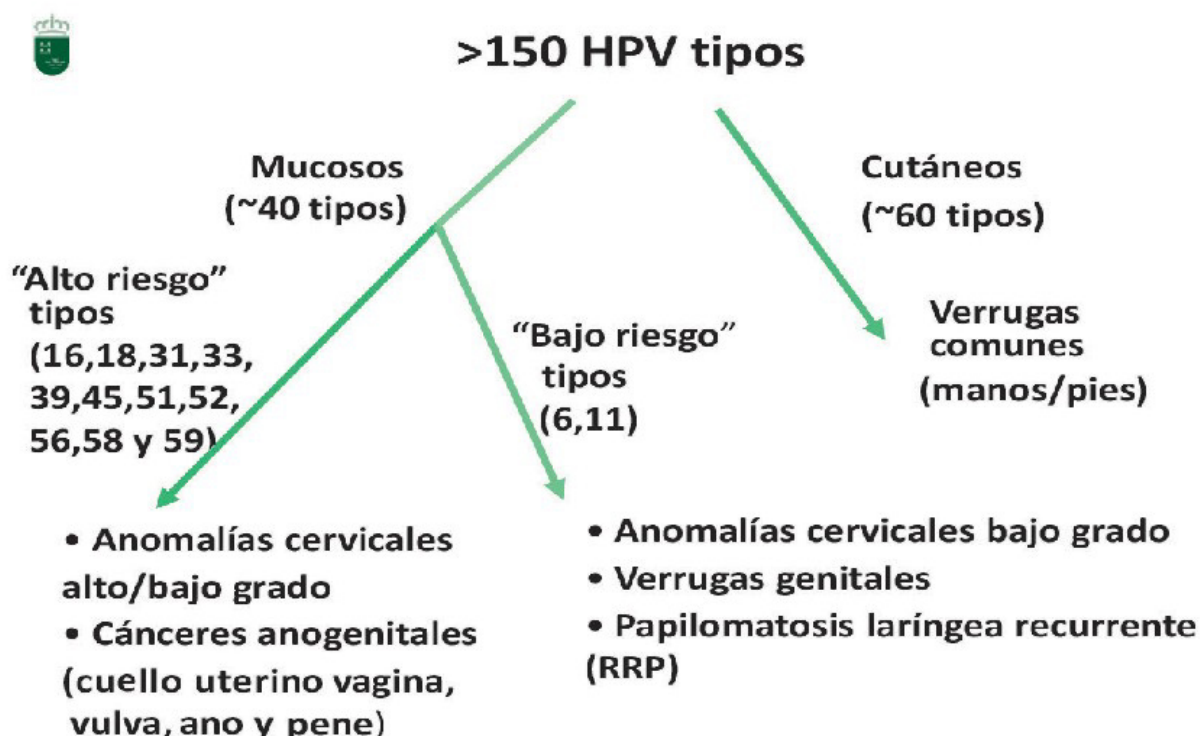 >150 HPV tipos
Mucosos
(~40 tipos)
Cutáneos
(~60 tipos)
“Alto riesgo”
tipos
(16,18,31,33,
39,45,51,52,
56,58 y 59)
“Bajo riesgo”
tipos
(6,11)
Verrugas
comunes
(manos/pies)
• Anomalías cervicales
alto/bajo grado
• Cánceres anogenitales
(cuello uterino vagina,
vulva, ano y pene)
• Anomalías cervicales bajo grado
• Verrugas genitales
• Papilomatosis laríngea recurrente
(RRP)